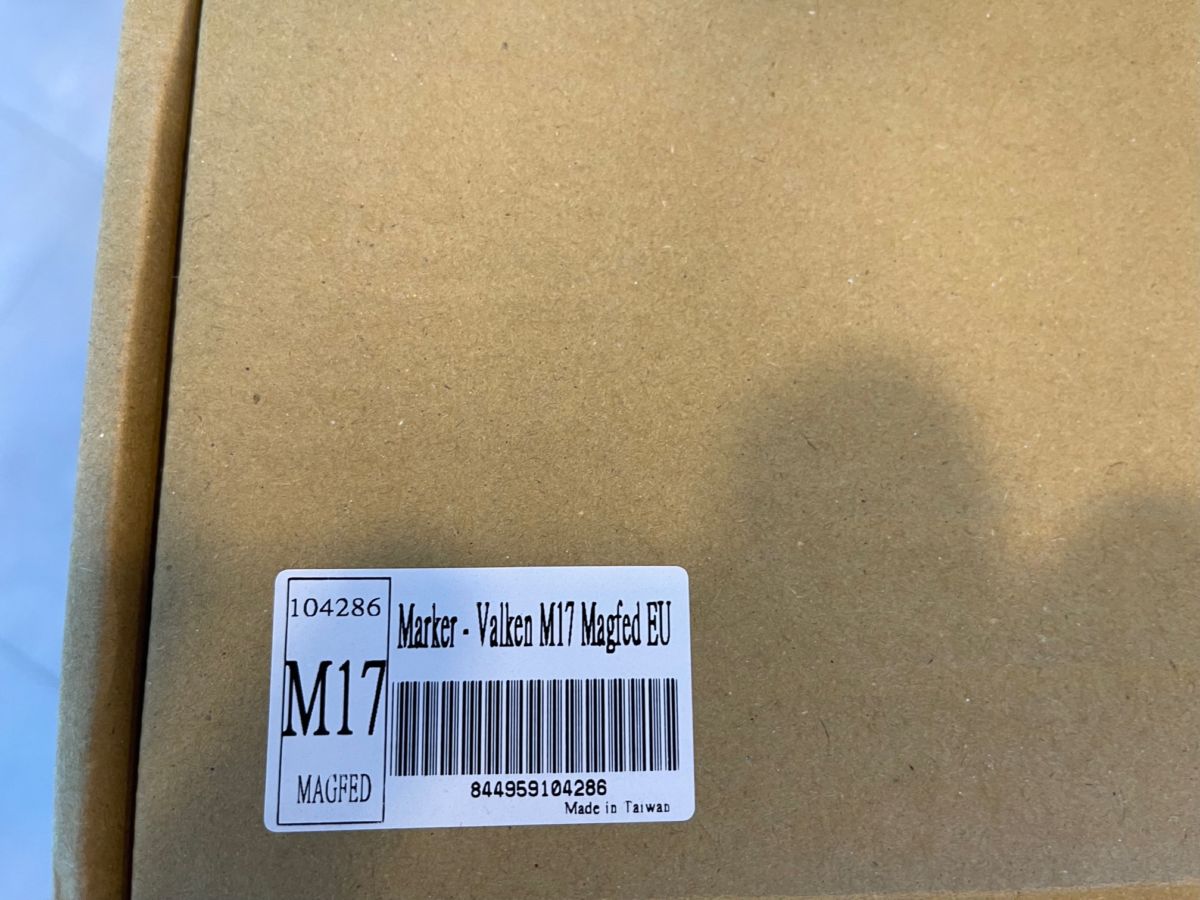 104286
M17
MAGFED
Marker - Valken M17 Magfed EU
844959104286
Made in Taiwan